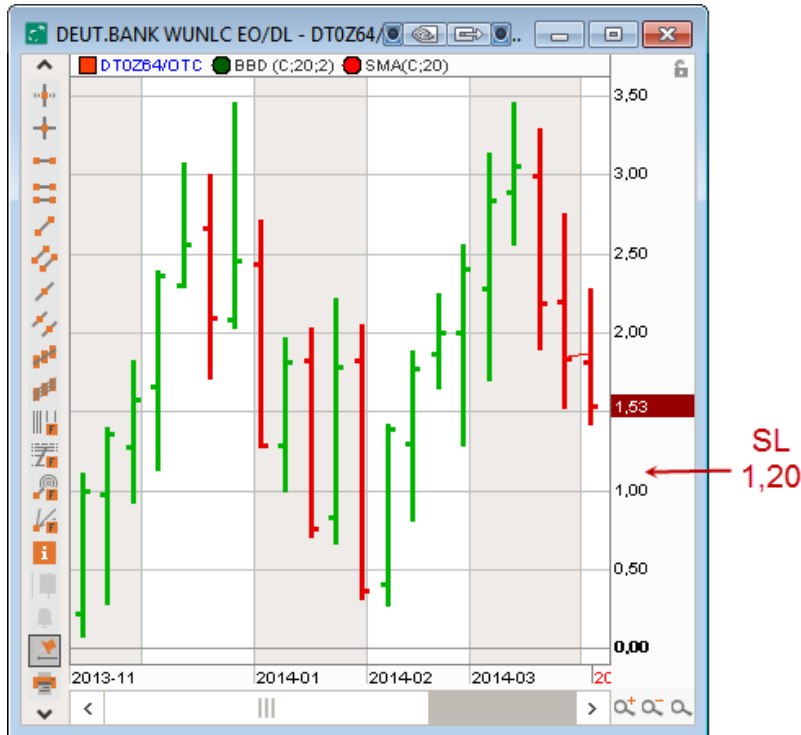 DEUT.BANK WUNLC EO/DL - DT0Z64/ ..
DT0Z64/OTC BBD (C;20;2) SMA(C;20)
3,50
3,00
2,50
2,00
1,53
SL
1,20
1,00
0,50
0,00
2013-11 2014-01 2014-02 2014-03 20